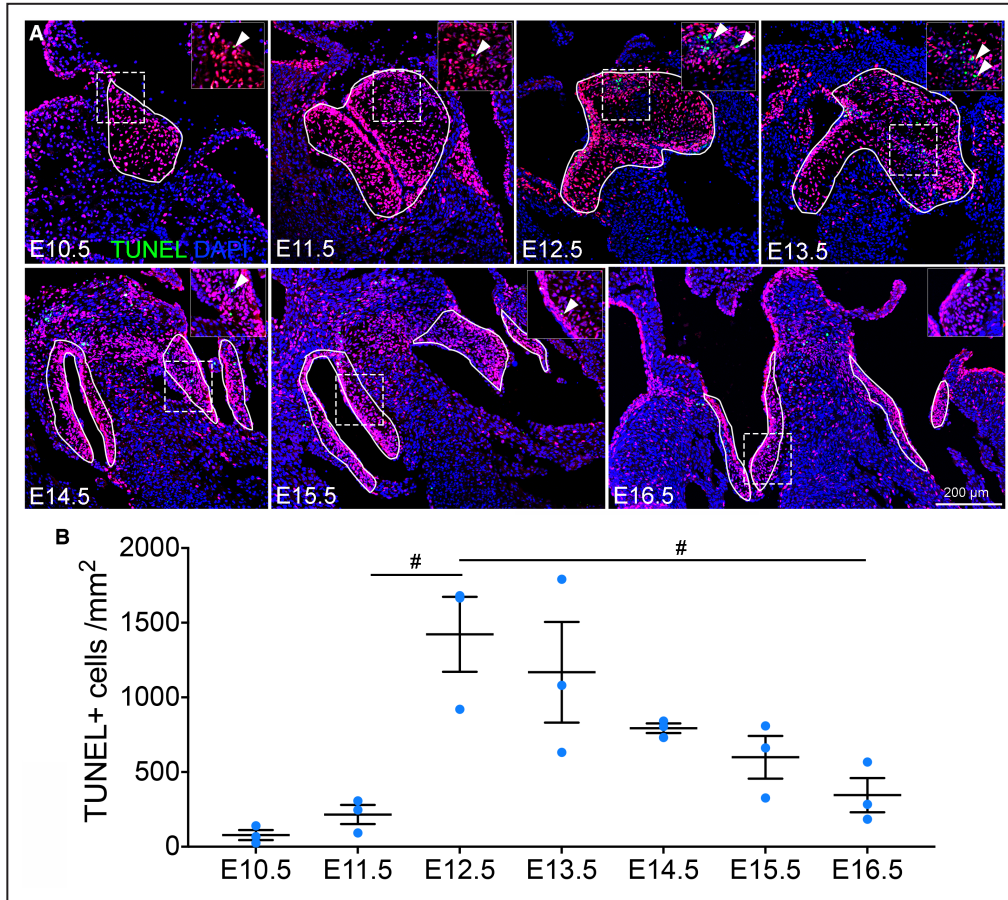 A
E10.5 TUNEL DAPI
E11.5
E12.5
E13.5
E14.5
E15.5
E16.5
200 µm
B
TUNEL+ cells /mm2
2000
1500
1000
500
0
#
#
E10.5 E11.5 E12.5 E13.5 E14.5 E15.5 E16.5